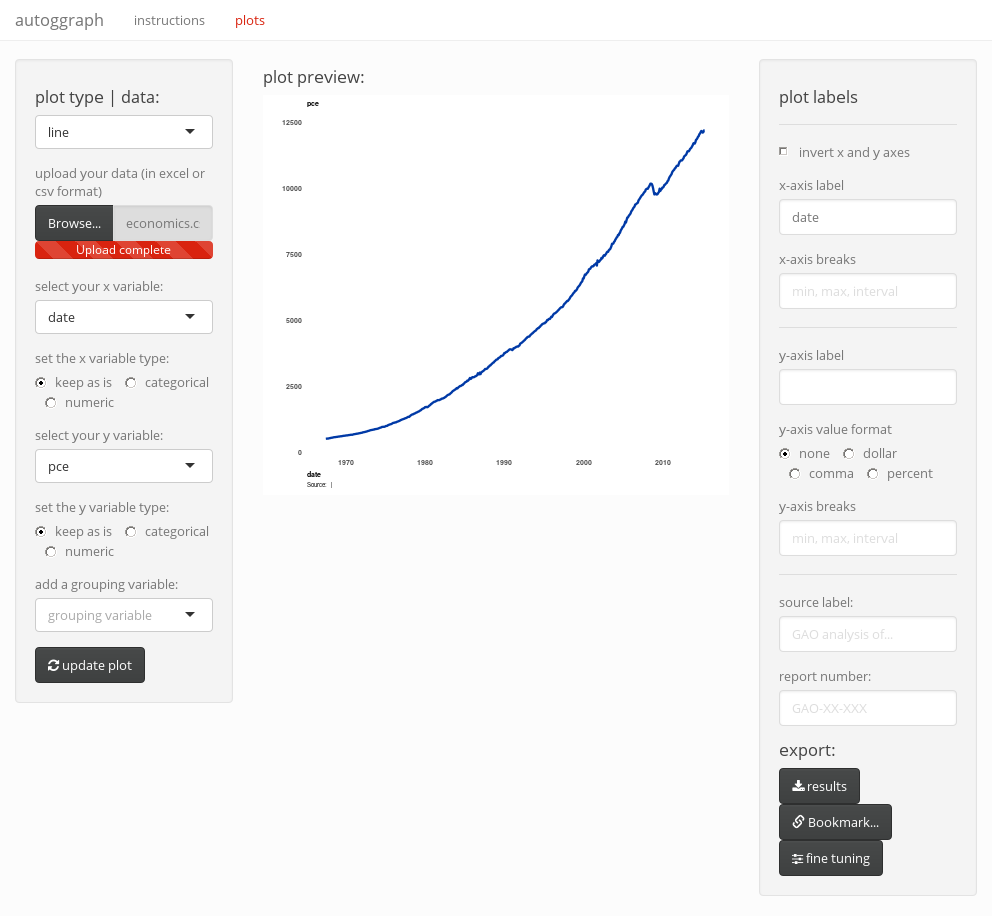 autoggraph instructions plots
plot type | data:
line
upload your data (in excel or
csv format)
Browse... economics.c
Upload complete
select your x variable:
date
set the x variable type:
keep as is categorical
numeric
select your y variable:
pce
set the y variable type:
keep as is categorical
numeric
add a grouping variable:
grouping variable
update plot
plot preview:
pce
12500
10000
7500
5000
2500
0
1970 1980 1990 2000 2010
date
Source: |
plot labels
invert x and y axes
x-axis label
date
x-axis breaks
min, max, interval
y-axis label
y-axis value format
none dollar
comma percent
y-axis breaks
min, max, interval
source label:
GAO analysis of...
report number:
GAO-XX-XXX
export:
results
Bookmark...
fine tuning